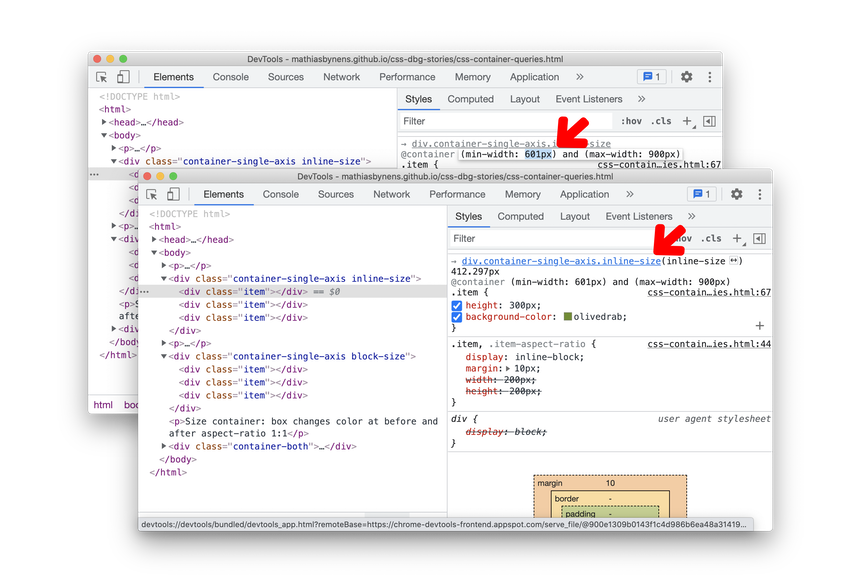 DevTools - mathiasbynens.github.io/css-dbg-stories/css-container-queries.html
Elements Console Sources Network Performance Memory Application » 1
<!DOCTYPE html>
<html>
▶<head>…</head>
▼<body>
▶<p>…</p>
▼<div class="container-single-axis inline-size">
Styles Computed Layout Event Listeners »
Filter :hov .cls +
→ div.container-single-axis.inline-size
@container (min-width: 601px) and (max-width: 900px)
.item { css-contain…ies.html:67
… <d
<d
<d
</di
▶<p>…
▼<div
<d
<d
<d
</di
<p>S
afte
▶<div
</body
</html>
html boo
DevTools - mathiasbynens.github.io/css-dbg-stories/css-container-queries.html
Elements Console Sources Network Performance Memory Application » 1
<!DOCTYPE html>
<html>
▶<head>…</head>
▼<body>
▶<p>…</p>
▼<div class="container-single-axis inline-size">
… <div class="item"></div> == $0
<div class="item"></div>
<div class="item"></div>
</div>
▶<p>…</p>
▼<div class="container-single-axis block-size">
<div class="item"></div>
<div class="item"></div>
<div class="item"></div>
</div>
<p>Size container: box changes color at before and
after aspect-ratio 1:1</p>
▶<div class="container-both">…</div>
</body>
</html>
Styles Computed Layout Event Listeners »
Filter :hov .cls +
→ div.container-single-axis.inline-size(inline-size ↔)
412.297px
@container (min-width: 601px) and (max-width: 900px)
.item { css-contain…ies.html:67
height: 300px;
background-color: olivedrab;
} +
.item, .item-aspect-ratio { css-contain…ies.html:44
display: inline-block;
margin:▶ 10px;
width: 200px;
height: 200px;
}
div { user agent stylesheet
display: block;
}
margin 10
border -
padding -
devtools://devtools/bundled/devtools_app.html?remoteBase=https://chrome-devtools-frontend.appspot.com/serve_file/@900e1309b0143f1c4d986b6ea48a31419…